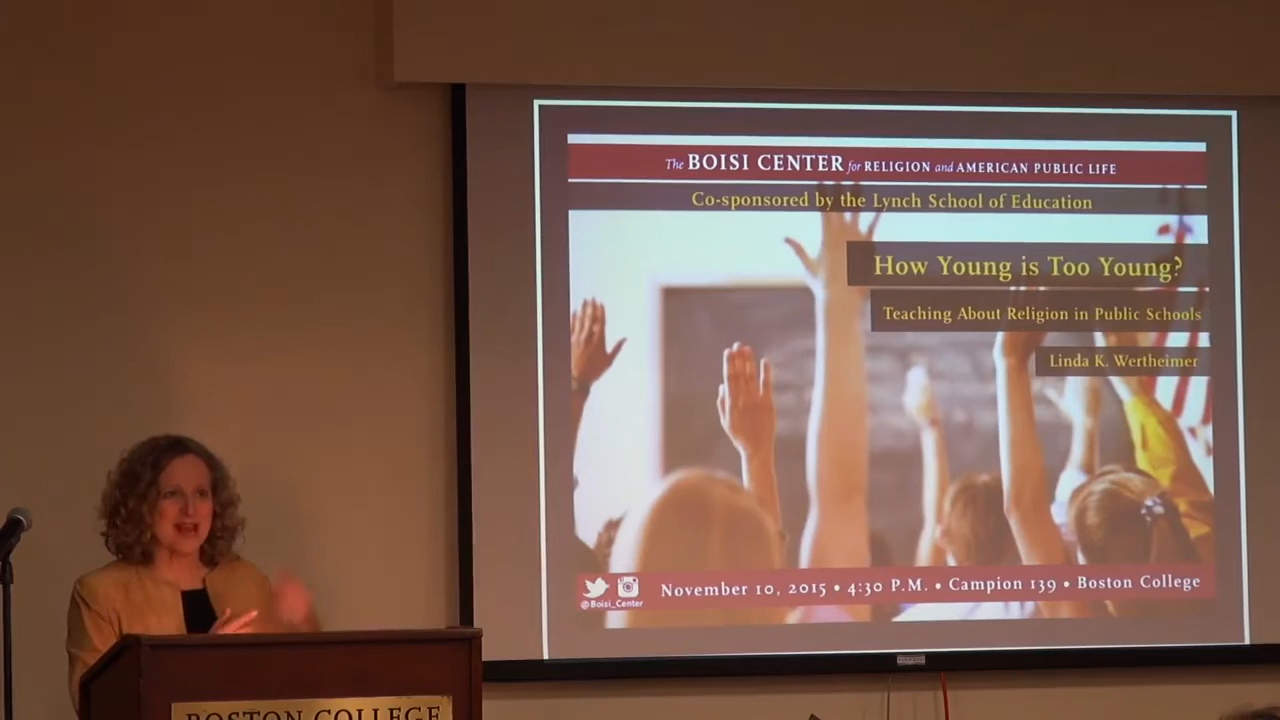 The BOISI CENTER for RELIGION and AMERICAN PUBLIC LIFE
Co-sponsored by the Lynch School of Education
How Young is Too Young?
Teaching About Religion in Public Schools
Linda K. Wertheimer
November 10, 2015 • 4:30 P.M. • Campion 139 • Boston College
@Boisi_Center
BOSTON COLLEGE